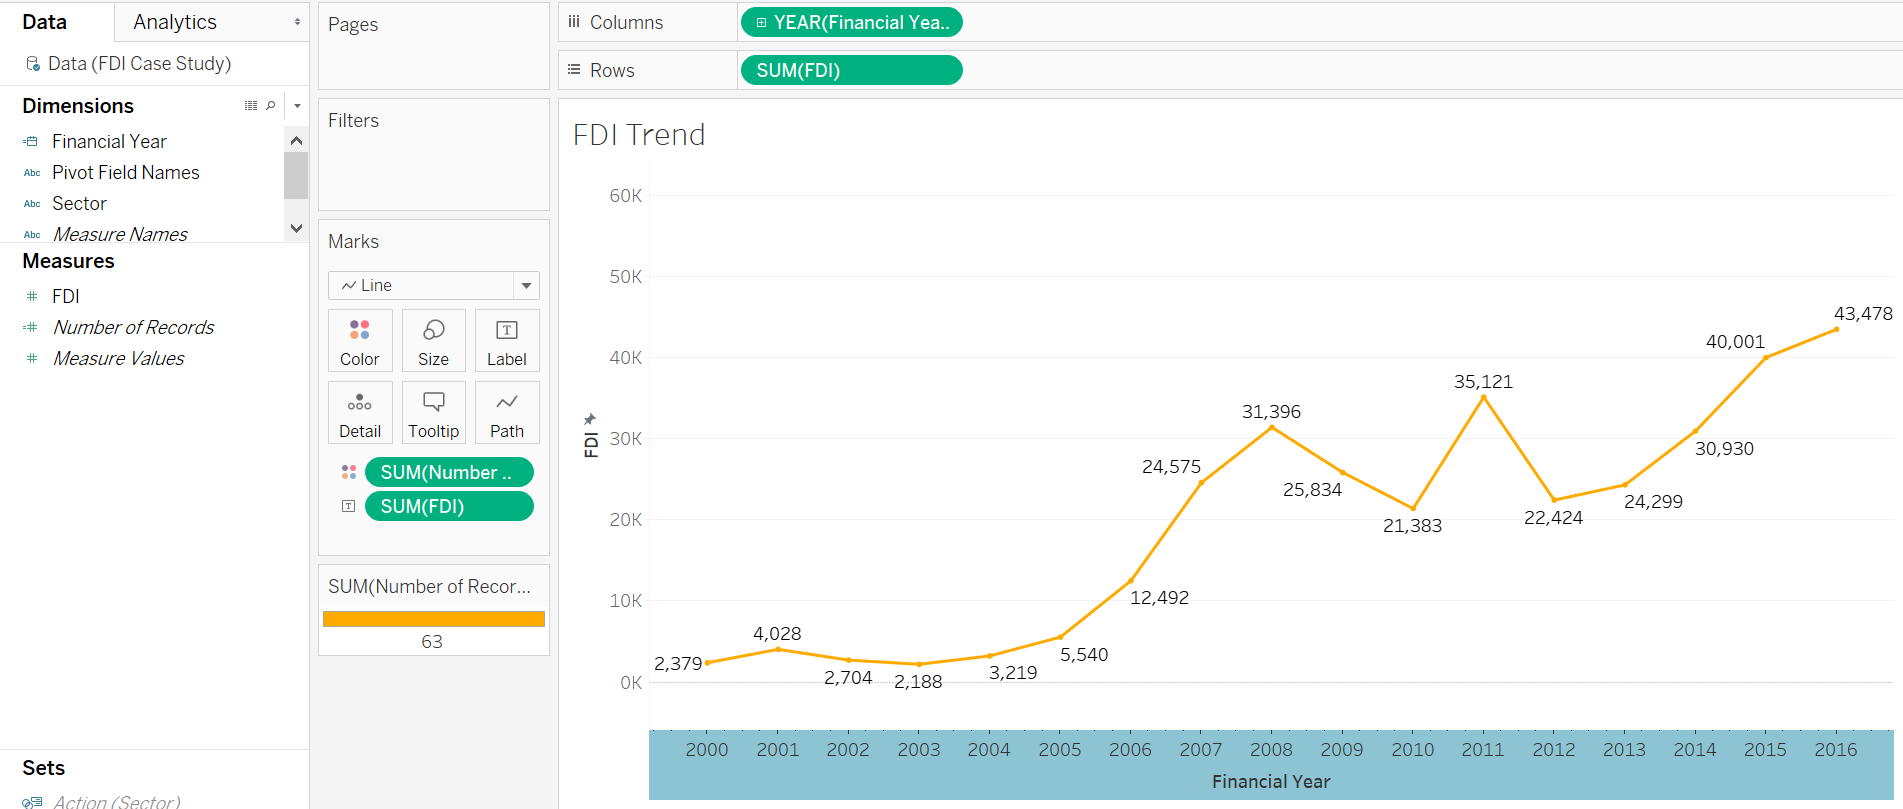 Data
Analytics
Data (FDI Case Study)
Dimensions
Financial Year
Abc Pivot Field Names
Abc Sector
Abc Measure Names
Measures
FDI
Number of Records
Measure Values
Sets
Action (Sector)
Pages
Filters
Marks
Line
Color Size Label
Detail Tooltip Path
SUM(Number ..
SUM(FDI)
SUM(Number of Recor...
63
Columns YEAR(Financial Yea..
Rows SUM(FDI)
FDI Trend
FDI
60K
50K
40K
30K
20K
10K
0K
2,379
4,028
2,704
2,188
3,219
5,540
12,492
24,575
31,396
25,834
21,383
35,121
22,424
24,299
30,930
40,001
43,478
2000 2001 2002 2003 2004 2005 2006 2007 2008 2009 2010 2011 2012 2013 2014 2015 2016
Financial Year